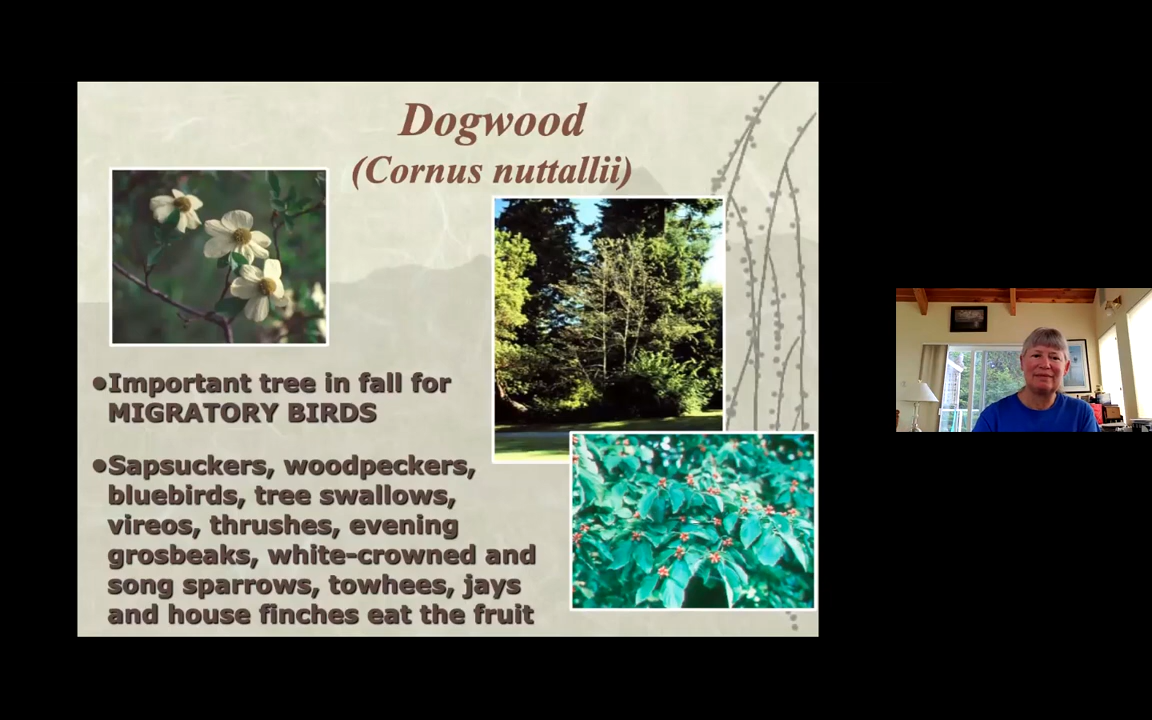 Dogwood
(Cornus nuttallii)
•Important tree in fall for
MIGRATORY BIRDS
•Sapsuckers, woodpeckers,
bluebirds, tree swallows,
vireos, thrushes, evening
grosbeaks, white-crowned and
song sparrows, towhees, jays
and house finches eat the fruit